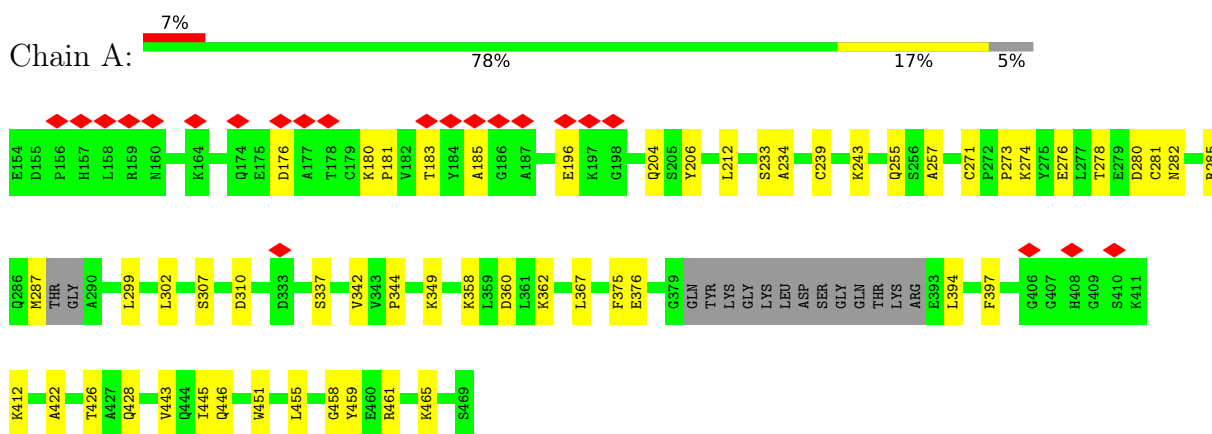 7%
Chain A:
78% 17% 5%
E154 D155 P156 H157 L158 R159 N160 K164 Q174 E175 D176 A177 T178 C179 K180 P181 V182 T183 Y184 A185 G186 A187 E196 K197 G198 Q204 S205 Y206 L212 S233 A234 C239 K243 Q255 S256 A257 C271 P272 P273 K274 Y275 E276 L277 T278 E279 D280 C281 N282
Q286 M287 THR GLY A290 L299 L302 S307 D310 D333 S337 V342 V343 P344 K349 K358 L359 D360 L361 K362 L367 F375 E376 G379 GLN TYR LYS GLY LYS LYS LEU ASP SER GLY GLN THR LYS ARG E393 L394 F397 G406 G407 H408 G409 S410 K411
K412 A422 T426 A427 Q428 V443 Q444 I445 Q446 W451 L455 G458 Y459 E460 R461 K465 S469